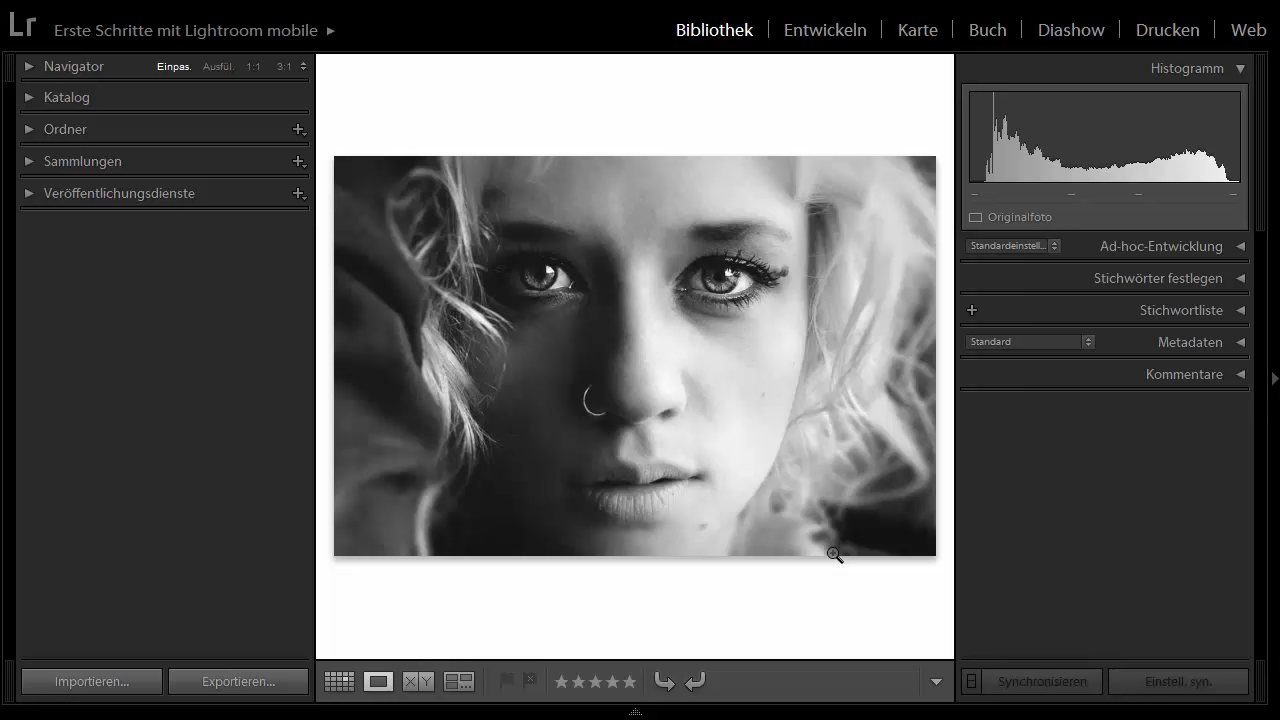 Lr Erste Schritte mit Lightroom mobile ▶ Bibliothek | Entwickeln | Karte | Buch | Diashow | Drucken | Web
Navigator Einpas. Ausfül. 1:1 3:1
Katalog
Ordner
Sammlungen
Veröffentlichungsdienste
Histogramm
Originalfoto
Standardeinstell... Ad-hoc-Entwicklung
Stichwörter festlegen
Stichwortliste
Standard Metadaten
Kommentare
Importieren... Exportieren... X Y Synchronisieren Einstell. syn.